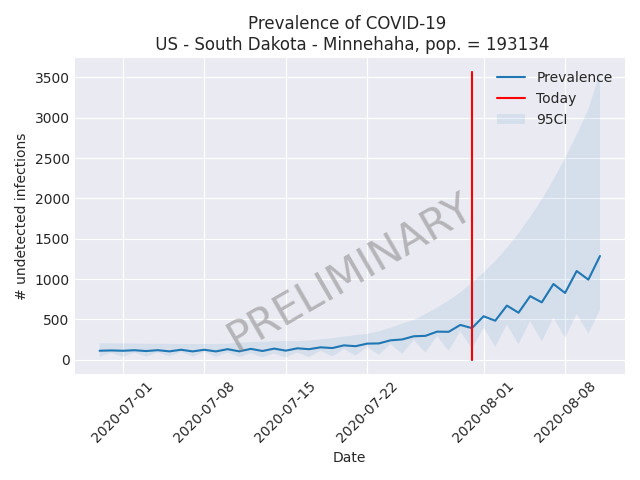 Prevalence of COVID-19
US - South Dakota - Minnehaha, pop. = 193134
# undetected infections
3500
3000
2500
2000
1500
1000
500
0
Prevalence
Today
95CI
PRELIMINARY
2020-07-01
2020-07-08
2020-07-15
2020-07-22
2020-08-01
2020-08-08
Date